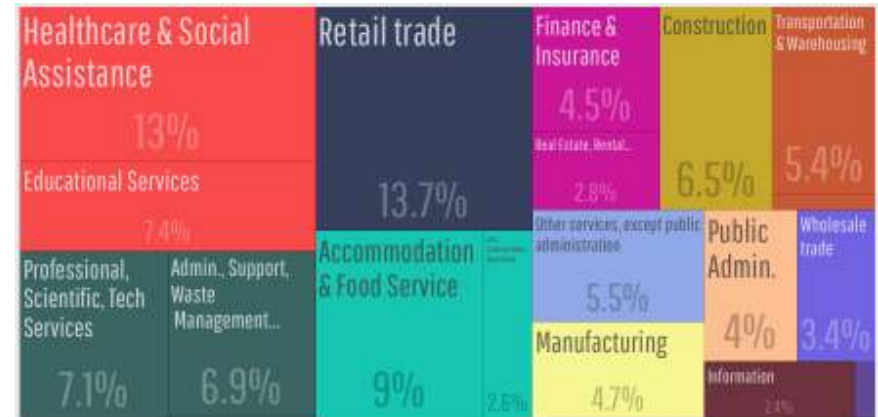 Healthcare & Social
Assistance
13%
Educational Services
7.4%
Professional,
Scientific, Tech
Services
7.1%
Admin., Support,
Waste
Management...
6.9%
Retail trade
13.7%
Accommodation
& Food Service
9%
2.6%
Finance &
Insurance
4.5%
Real Estate, Rental...
2.8%
Construction
6.5%
Transportation
& Warehousing
5.4%
Other services, except public
administration
5.5%
Manufacturing
4.7%
Public
Admin.
4%
Wholesale
trade
3.4%
Information
2.4%